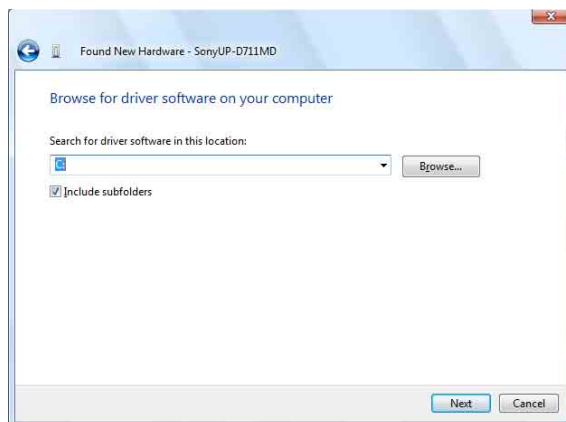 Found New Hardware - SonyUP-D711MD
Browse for driver software on your computer
Search for driver software in this location:
C:
Browse...
Include subfolders
Next
Cancel